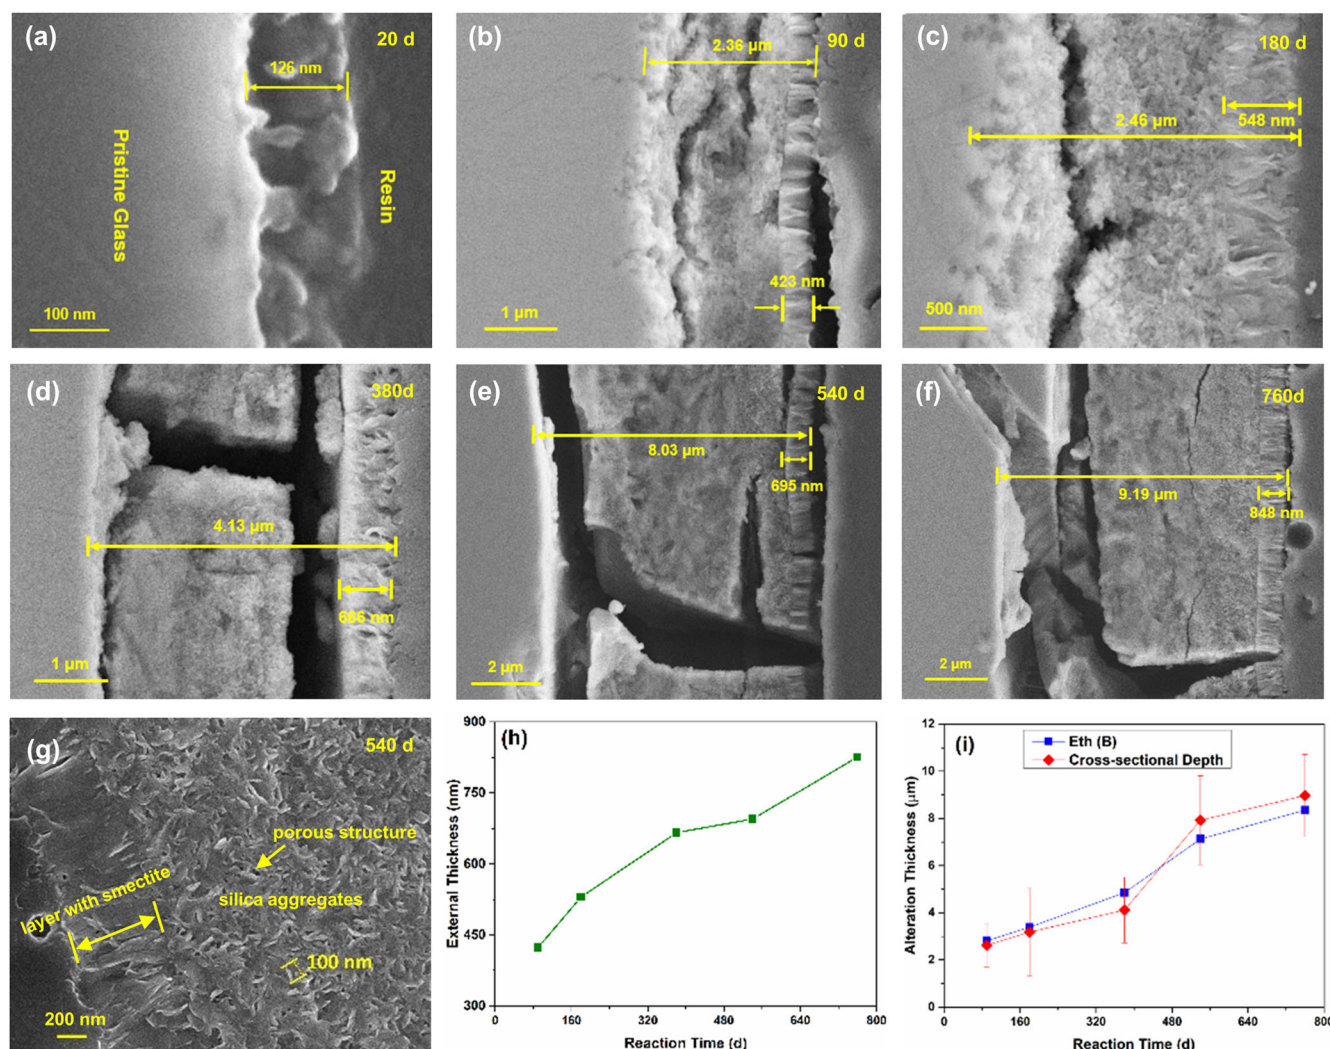 (a)
20 d
126 nm
Pristine Glass
Resin
100 nm
(b)
2.36 µm
90 d
423 nm
1 µm
(c)
180 d
548 nm
2.46 µm
500 nm
(d)
380d
4.13 µm
666 nm
1 µm
(e)
540 d
8.03 µm
695 nm
2 µm
(f)
760d
9.19 µm
848 nm
2 µm
(g)
540 d
porous structure
layer with smectite
silica aggregates
100 nm
200 nm
(h)
External Thickness (nm)
900
750
600
450
300
0 160 320 480 640 800
Reaction Time (d)
(i)
Eth (B)
Cross-sectional Depth
Alteration Thickness (µm)
12
10
8
6
4
2
0
0 160 320 480 640 800
Reaction Time (d)